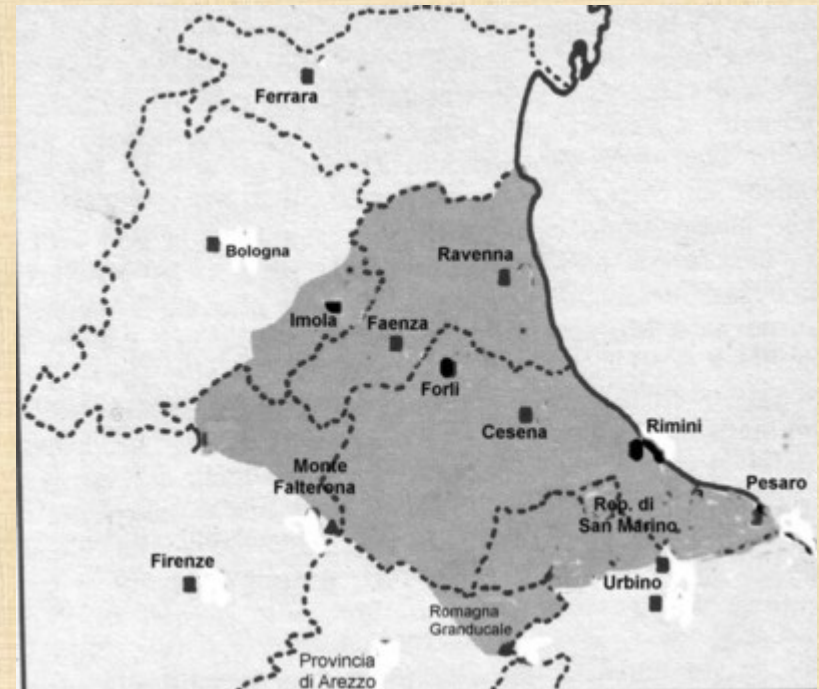 Ferrara
Bologna
Ravenna
Imola
Faenza
Forlì
Cesena
Rimini
Monte
Falterona
Pesaro
Rep. di
San Marino
Firenze
Urbino
Romagna
Granducale
Provincia
di Arezzo